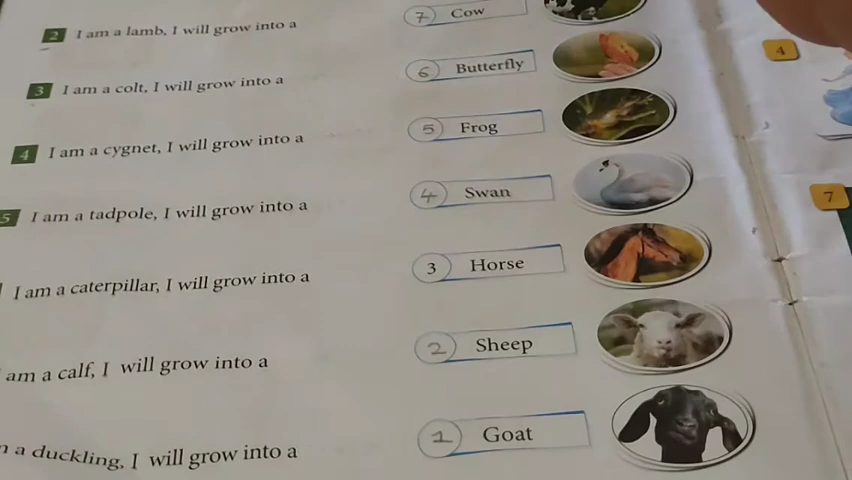 7 Cow
2 I am a lamb, I will grow into a
6 Butterfly
4
3 I am a colt, I will grow into a
5 Frog
4 I am a cygnet, I will grow into a
4 Swan
7
5 I am a tadpole, I will grow into a
3 Horse
I am a caterpillar, I will grow into a
2 Sheep
am a calf, I will grow into a
1 Goat
a duckling, I will grow into a